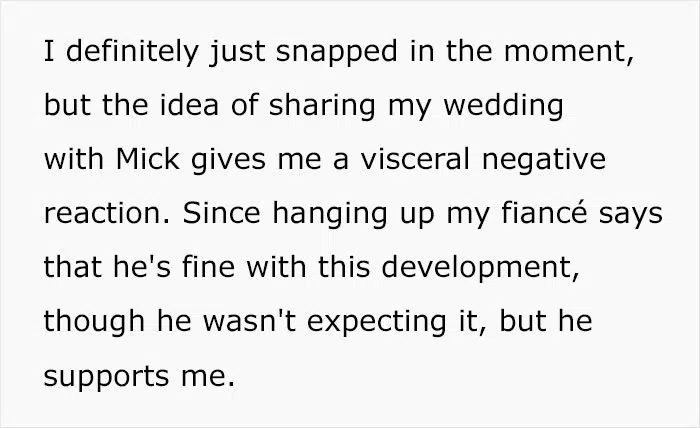 I definitely just snapped in the moment,
but the idea of sharing my wedding
with Mick gives me a visceral negative
reaction. Since hanging up my fiancé says
that he's fine with this development,
though he wasn't expecting it, but he
supports me.